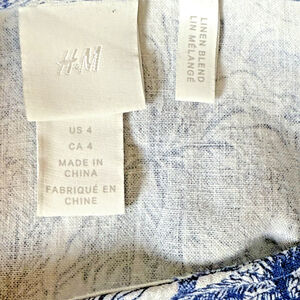 H&M
LINEN BLEND
LIN MÉLANGÉ
US 4
CA 4
MADE IN
CHINA
FABRIQUÉ EN
CHINE